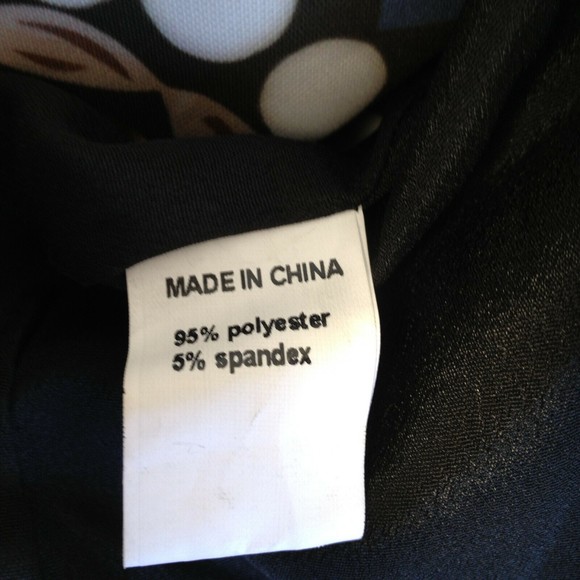 MADE IN CHINA
95% polyester
5% spandex